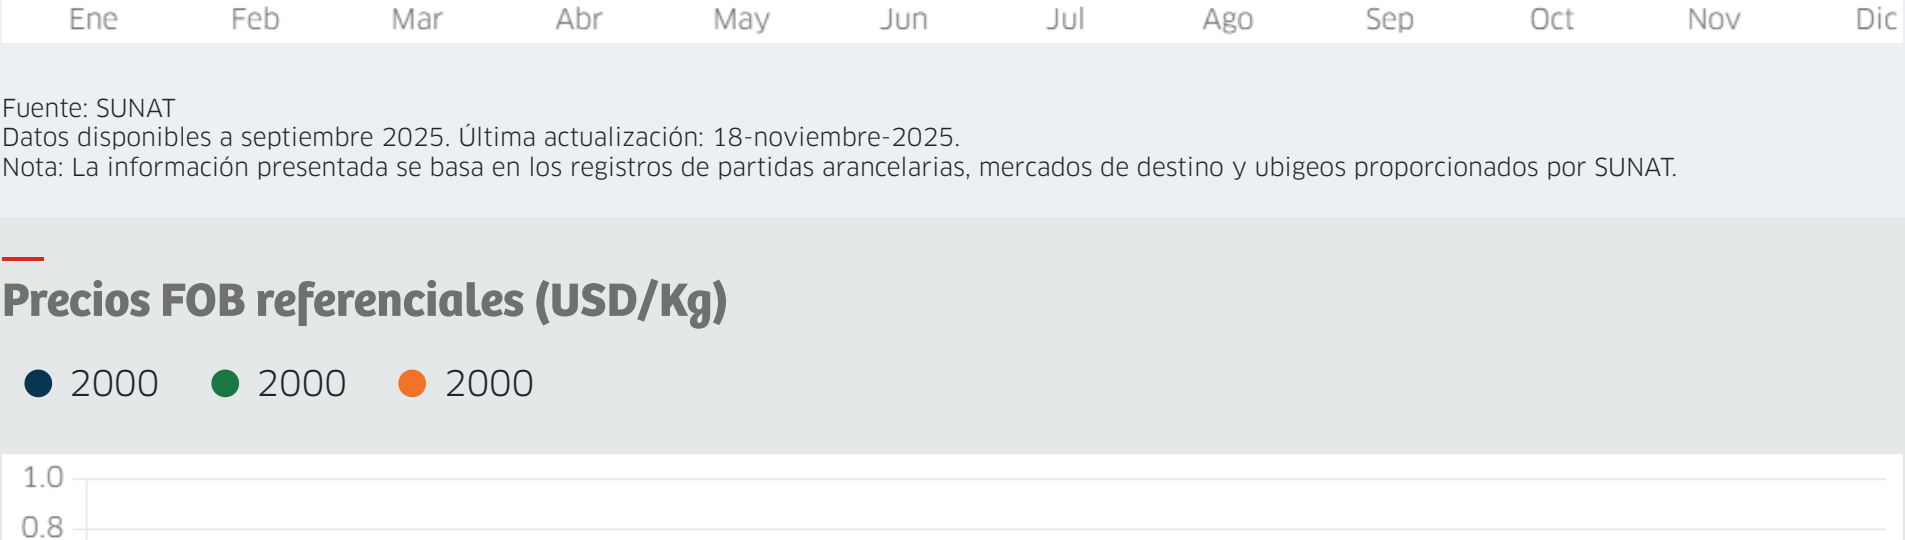 Ene Feb Mar Abr May Jun Jul Ago Sep Oct Nov Dic
Fuente: SUNAT
Datos disponibles a septiembre 2025. Última actualización: 18-noviembre-2025.
Nota: La información presentada se basa en los registros de partidas arancelarias, mercados de destino y ubigeos proporcionados por SUNAT.
Precios FOB referenciales (USD/Kg)
2000 2000 2000
1.0
0.8